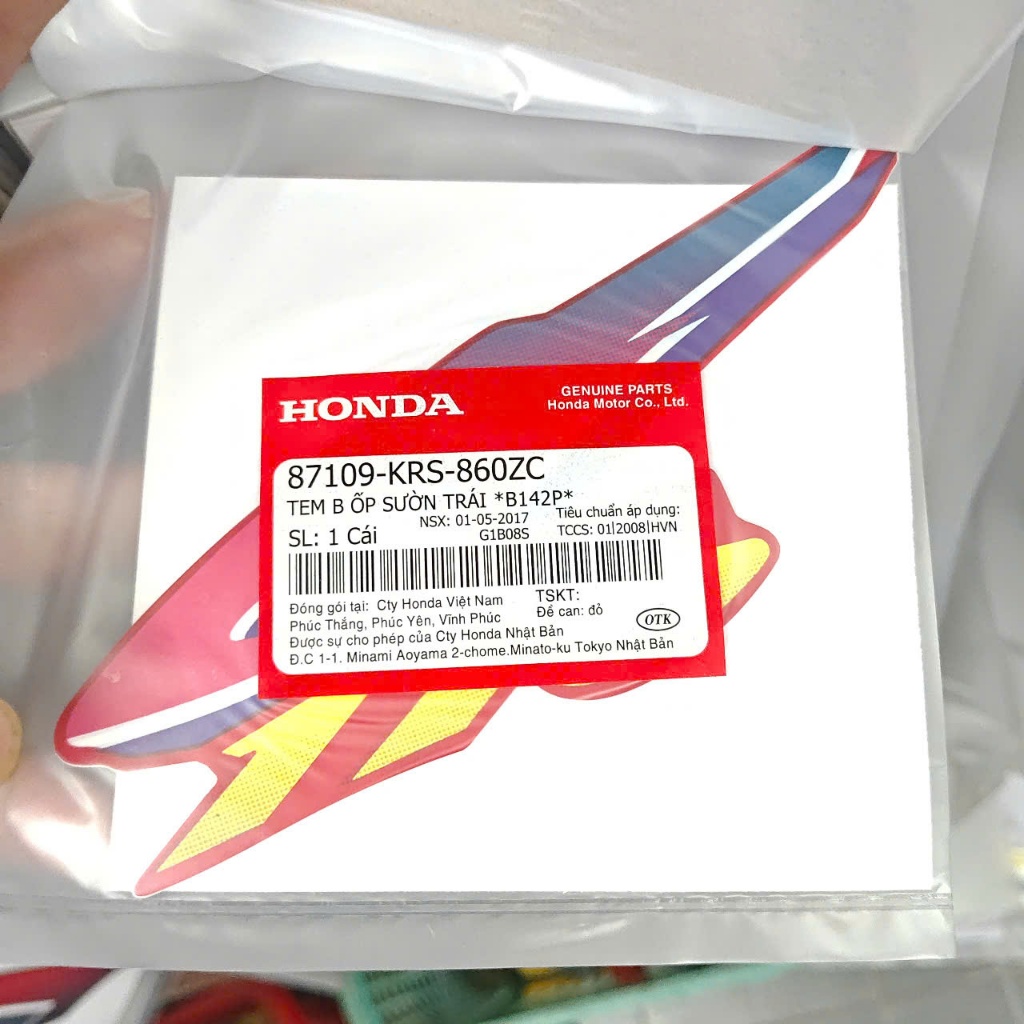 HONDA
GENUINE PARTS
Honda Motor Co., Ltd.
87109-KRS-860ZC
TEM B ỐP SƯỜN TRÁI *B142P*
SL: 1 Cái
NSX: 01-05-2017
G1B08S
Tiêu chuẩn áp dụng:
TCCS: 01|2008|HVN
Đóng gói tại: Cty Honda Việt Nam
Phúc Thắng, Phúc Yên, Vĩnh Phúc
TSKT:
Đề can: đỏ
OTK
Được sự cho phép của Cty Honda Nhật Bản
Đ.C 1-1. Minami Aoyama 2-chome.Minato-ku Tokyo Nhật Bản